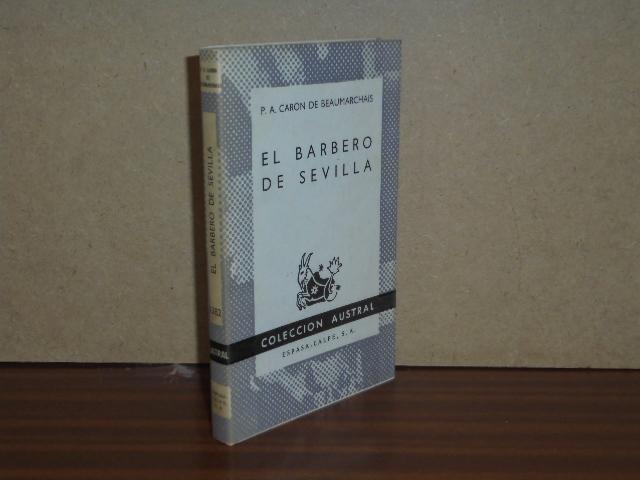 P. A. CARON DE BEAUMARCHAIS
EL BARBERO
DE SEVILLA
COLECCION AUSTRAL
ESPASA-CALPE, S. A.
EL BARBERO DE SEVILLA
AUSTRAL